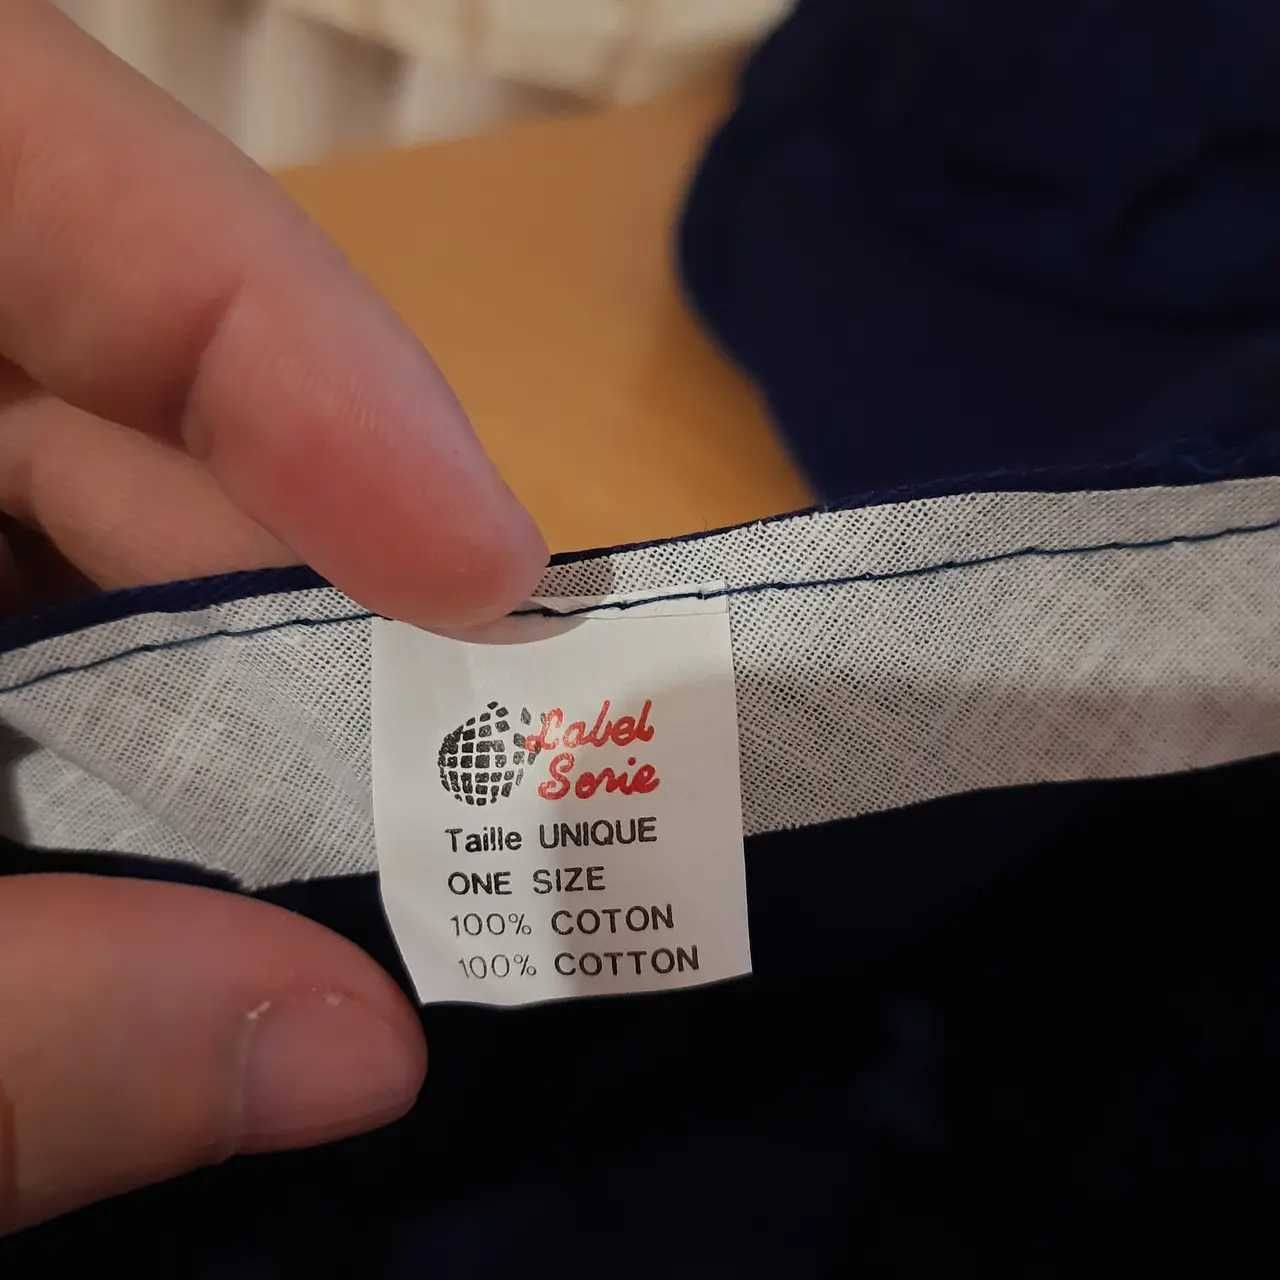 Label
Serie
Taille UNIQUE
ONE SIZE
100% COTON
100% COTTON